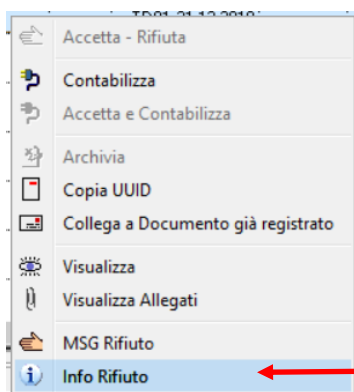 Accetta - Rifiuta
Contabilizza
Accetta e Contabilizza
Archivia
Copia UUID
Collega a Documento già registrato
Visualizza
Visualizza Allegati
MSG Rifiuto
Info Rifiuto